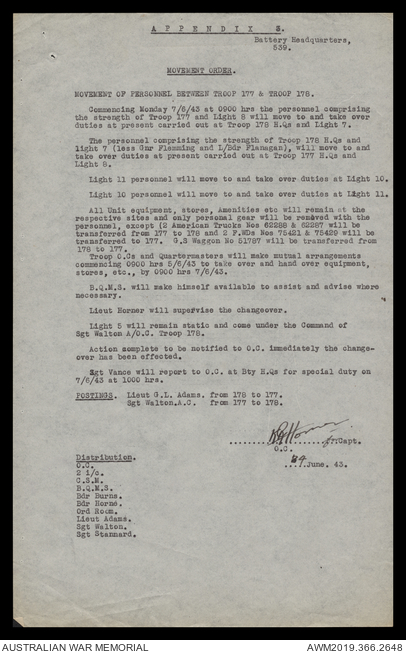 A P P E N D I X   5.
Battery Headquarters,
539.
MOVEMENT ORDER.
MOVEMENT OF PERSONNEL BETWEEN TROOP 177 & TROOP 178.
Commencing Monday 7/6/43 at 0900 hrs the personnel comprising
the strength of Troop 177 and Light 8 will move to and take over
duties at present carried out at Troop 178 H.Qs and Light 7.
The personnel comprising the strength of Troop 178 H.Qs and
light 7 (less Gnr Flemming and L/Bdr Flanagan), will move to and
take over duties at present carried out at Troop 177 H.Qs and
Light 8.
Light 11 personnel will move to and take over duties at Light 10.
Light 10 personnel will move to and take over duties at Light 11.
All Unit equipment, stores, Amenities etc will remain at the
respective sites and only personal gear will be removed with the
personnel, except (2 American Trucks Nos 62288 & 62287 will be
transferred from 177 to 178 and 2 F.WDs Nos 75421 & 75420 will be
transferred to 177. G.S Waggon No 51787 will be transferred from
178 to 177.
Troop O.Cs and Quartermasters will make mutual arrangements
commencing 0900 hrs 5/6/43 to take over and hand over equipment,
stores, etc., by 0900 hrs 7/6/43.
B.Q.M.S. will make himself available to assist and advise where
necessary.
Lieut Horner will supervise the changeover.
Light 5 will remain static and come under the Command of
Sgt Walton A/O.C. Troop 178.
Action complete to be notified to O.C. immediately the change-
over has been effected.
Sgt Vance will report to O.C. at Bty H.Qs for special duty on
7/6/43 at 1000 hrs.
POSTINGS. Lieut G.L. Adams. from 178 to 177.
Sgt Walton.A.C. from 177 to 178.
Horner
........ for Capt.
O.C.
....June. 43.
Distribution.
O.C.
2 i/c.
C.S.M.
B.Q.M.S.
Bdr Burns.
Bdr Horne.
Ord Room.
Lieut Adams.
Sgt Walton.
Sgt Stannard.
AUSTRALIAN WAR MEMORIAL
AWM2019.366.2648